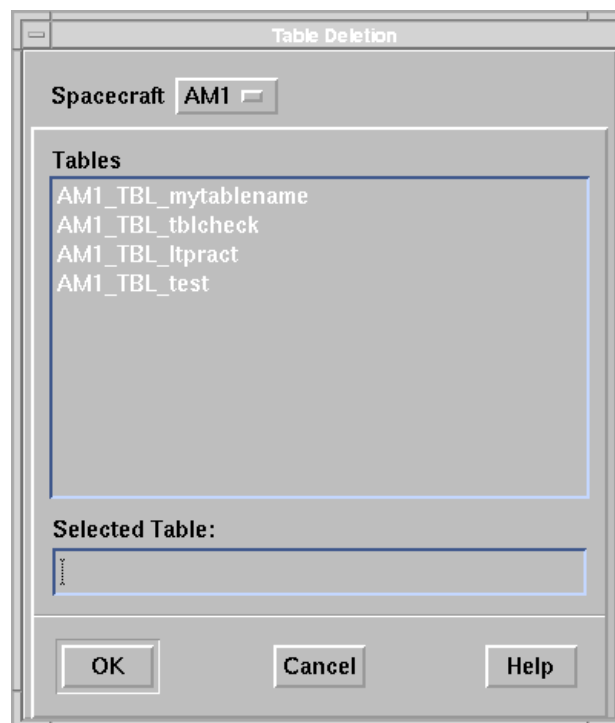 Table Deletion
Spacecraft AM1
Tables
AM1_TBL_mytablename
AM1_TBL_tblcheck
AM1_TBL_ltpract
AM1_TBL_test
Selected Table:
OK Cancel Help